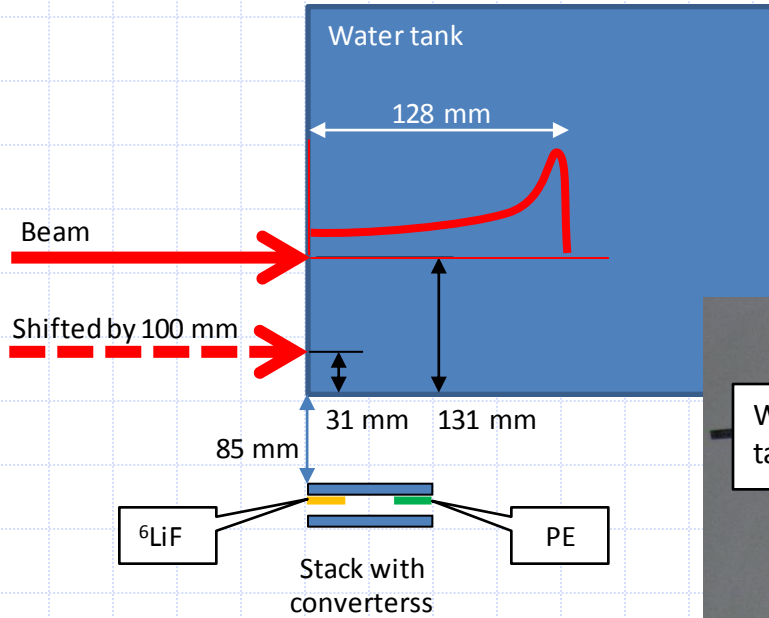 Water tank
128 mm
Beam
Shifted by 100 mm
31 mm
131 mm
85 mm
⁶LiF
PE
Stack with
converterss